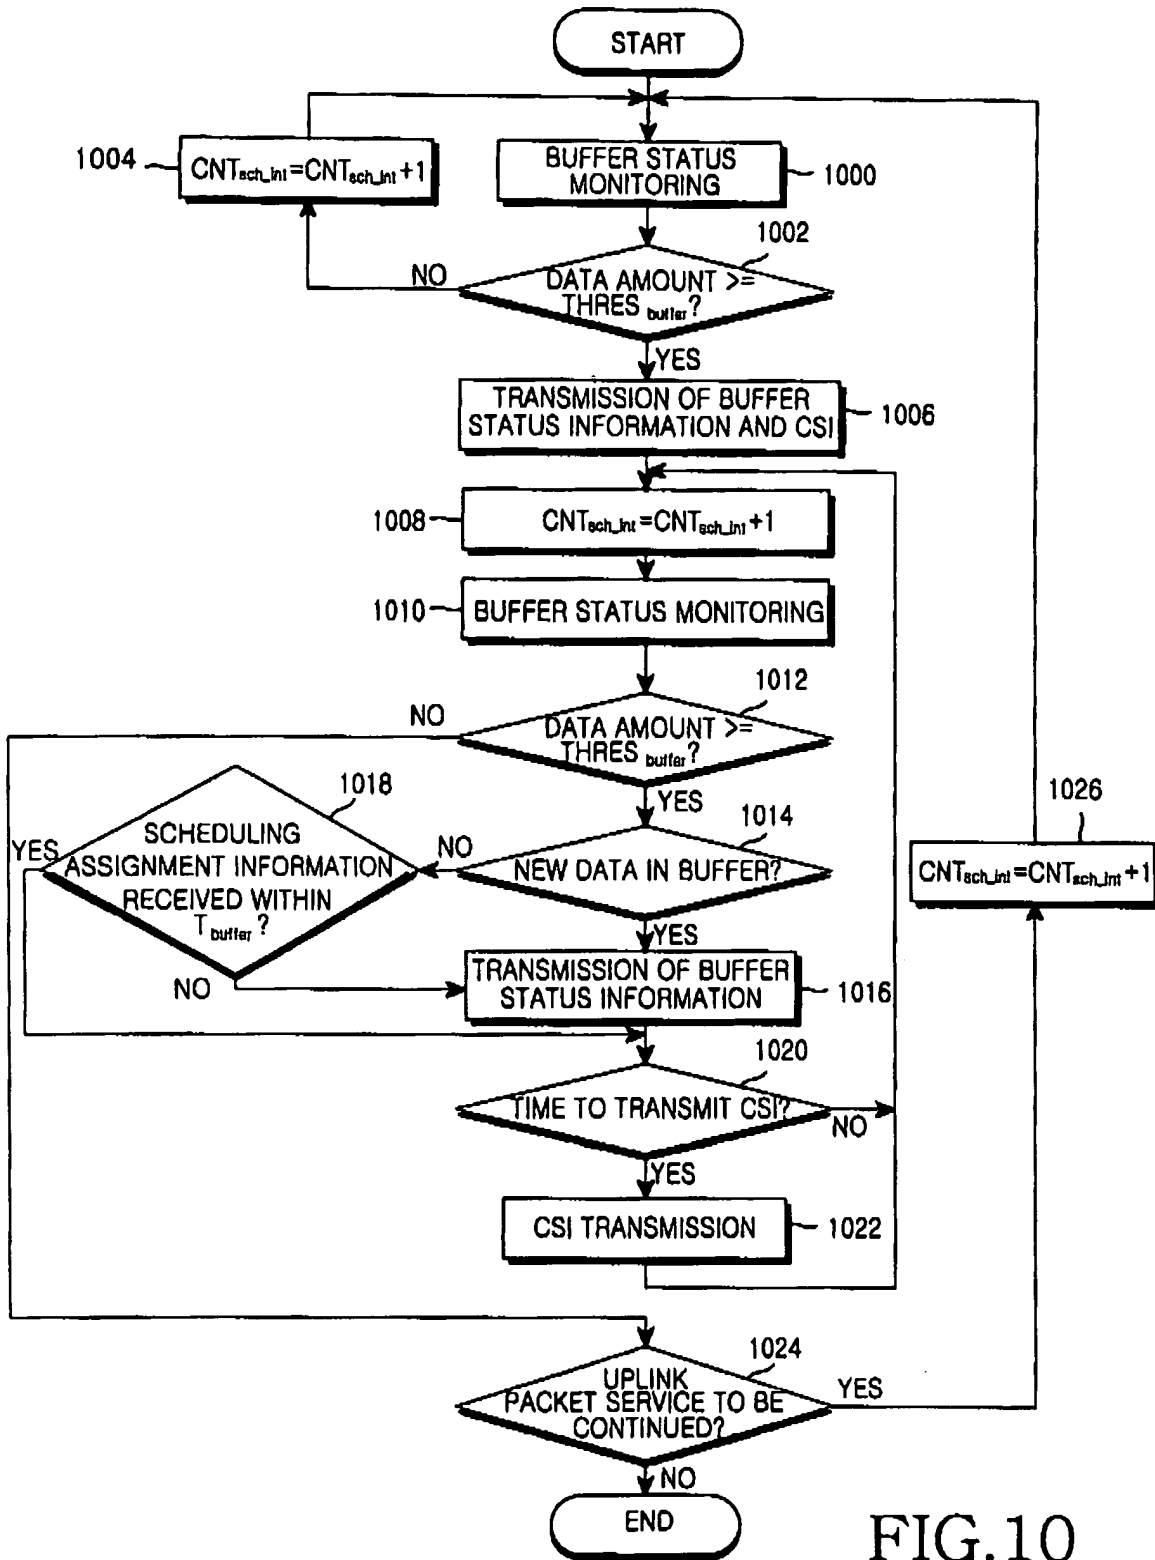 START
1004
CNTsch_int=CNTsch_int+1
BUFFER STATUS
MONITORING
1000
1002
NO
DATA AMOUNT >=
THRES buffer?
YES
TRANSMISSION OF BUFFER
STATUS INFORMATION AND CSI
1006
1008
CNTsch_int=CNTsch_int+1
1010
BUFFER STATUS MONITORING
1012
NO
DATA AMOUNT >=
THRES buffer?
YES
1018
SCHEDULING
ASSIGNMENT INFORMATION
RECEIVED WITHIN
T buffer?
YES
NO
1014
NO
NEW DATA IN BUFFER?
YES
1026
CNTsch_int=CNTsch_int+1
TRANSMISSION OF BUFFER
STATUS INFORMATION
1016
1020
TIME TO TRANSMIT CSI?
NO
YES
CSI TRANSMISSION
1022
1024
UPLINK
PACKET SERVICE TO BE
CONTINUED?
YES
NO
END
FIG.10